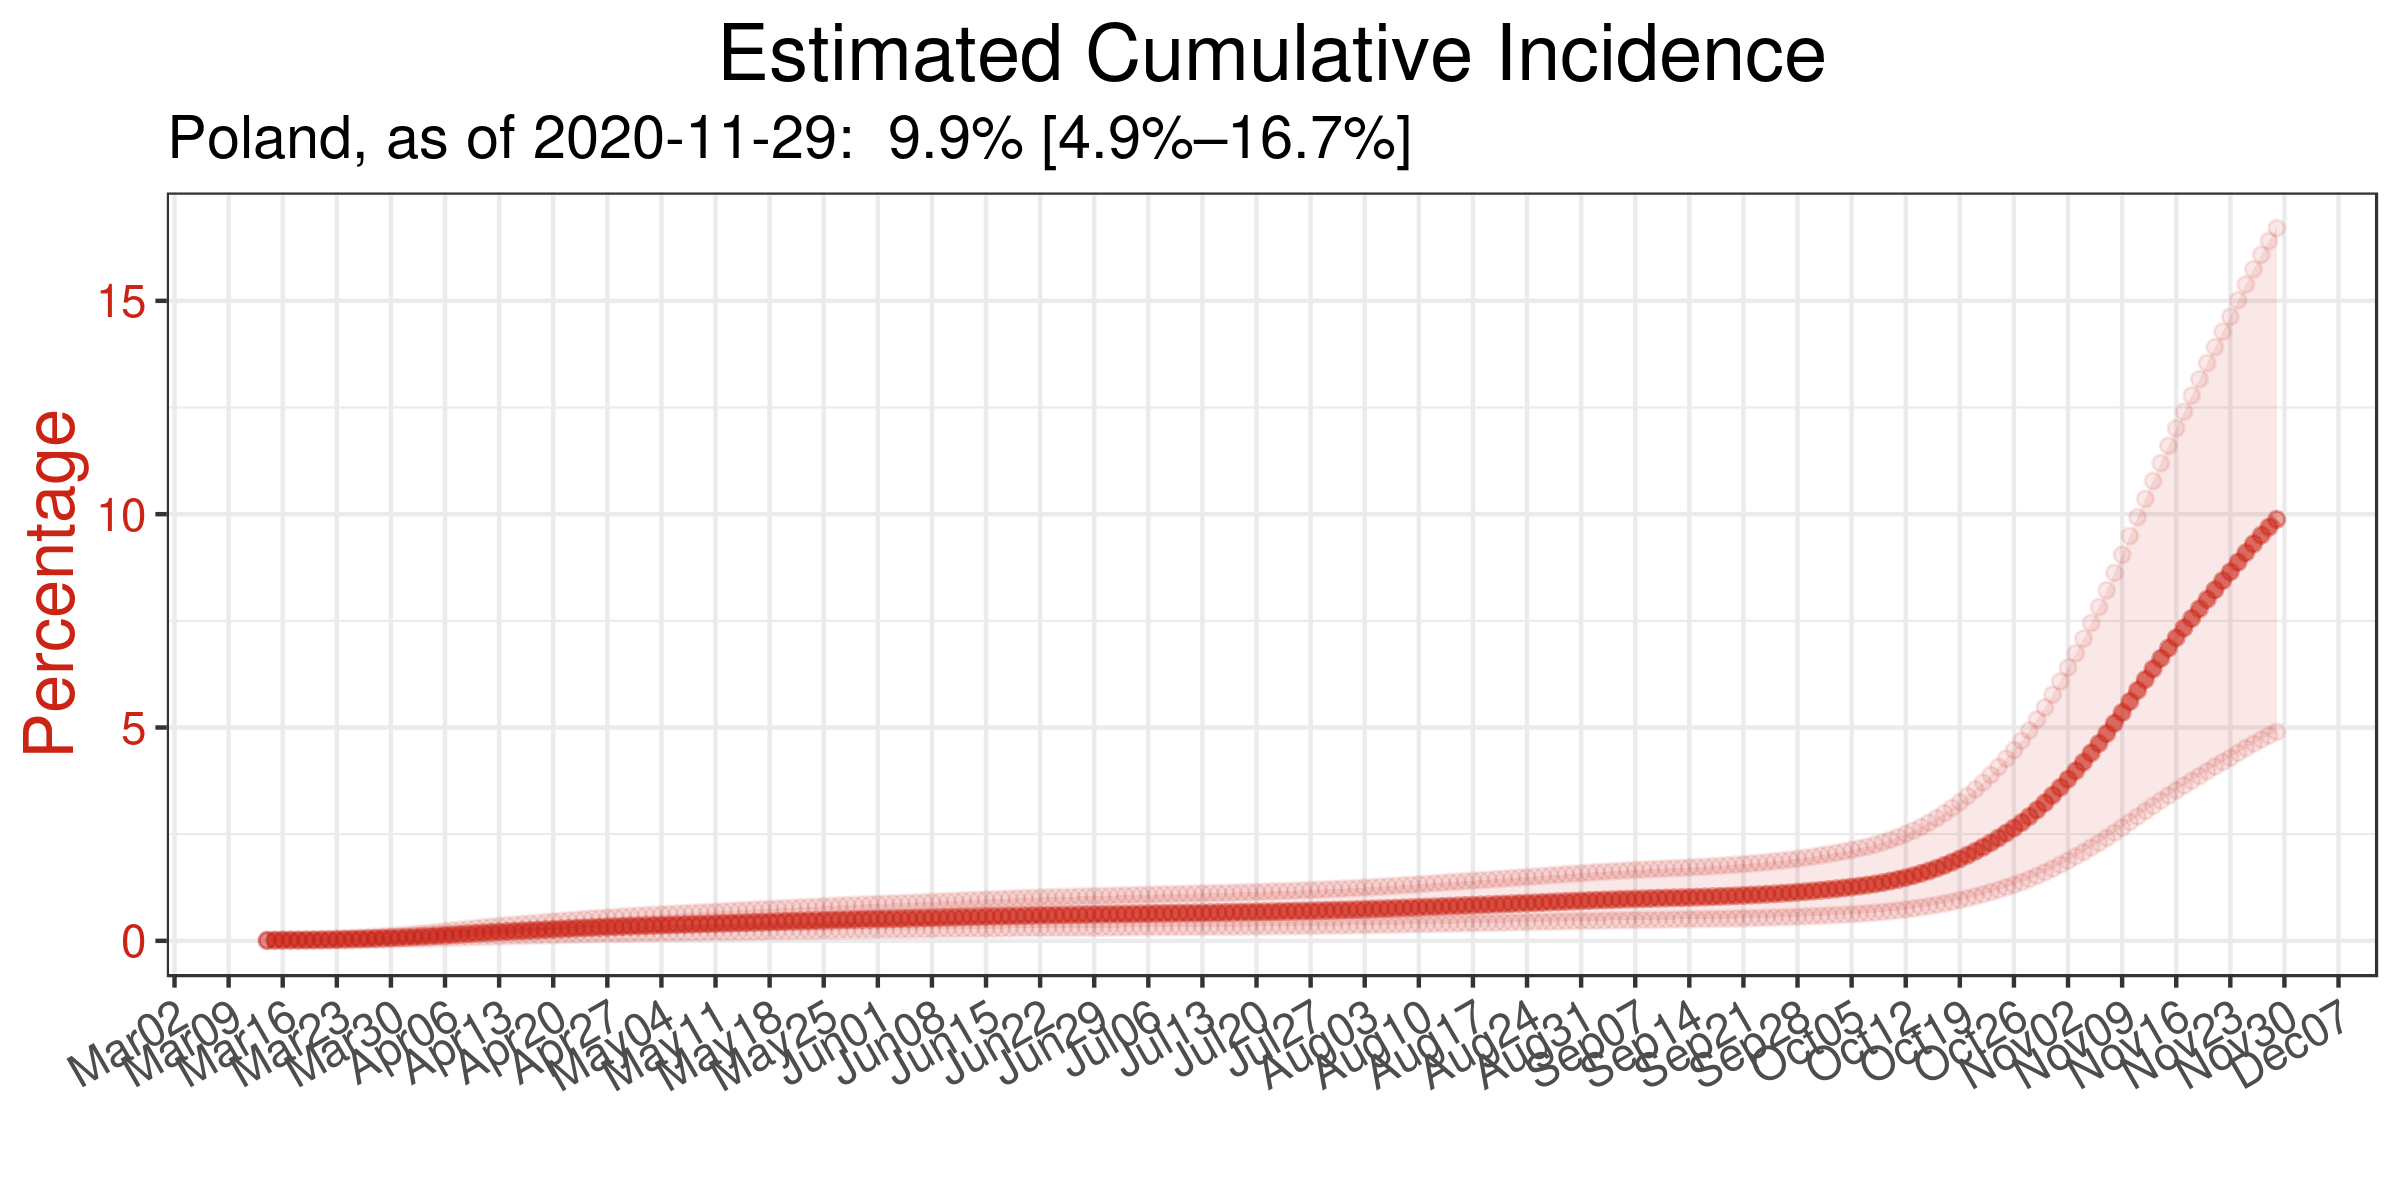 Estimated Cumulative Incidence
Poland, as of 2020-11-29:  9.9% [4.9%–16.7%]
Percentage
15
10
5
0
Mar02
Mar09
Mar16
Mar23
Mar30
Apr06
Apr13
Apr20
Apr27
May04
May11
May18
May25
Jun01
Jun08
Jun15
Jun22
Jun29
Jul06
Jul13
Jul20
Jul27
Aug03
Aug10
Aug17
Aug24
Aug31
Sep07
Sep14
Sep21
Sep28
Oct05
Oct12
Oct19
Oct26
Nov02
Nov09
Nov16
Nov23
Nov30
Dec07